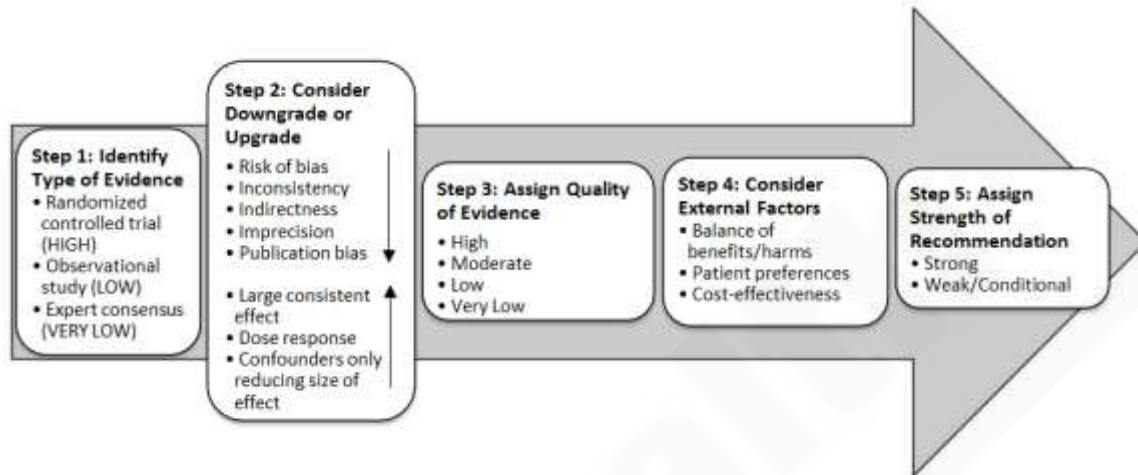 Step 1: Identify
Type of Evidence
• Randomized
controlled trial
(HIGH)
• Observational
study (LOW)
• Expert consensus
(VERY LOW)
Step 2: Consider
Downgrade or
Upgrade
• Risk of bias
• Inconsistency
• Indirectness
• Imprecision
• Publication bias
• Large consistent
effect
• Dose response
• Confounders only
reducing size of
effect
Step 3: Assign Quality
of Evidence
• High
• Moderate
• Low
• Very Low
Step 4: Consider
External Factors
• Balance of
benefits/harms
• Patient preferences
• Cost-effectiveness
Step 5: Assign
Strength of
Recommendation
• Strong
• Weak/Conditional